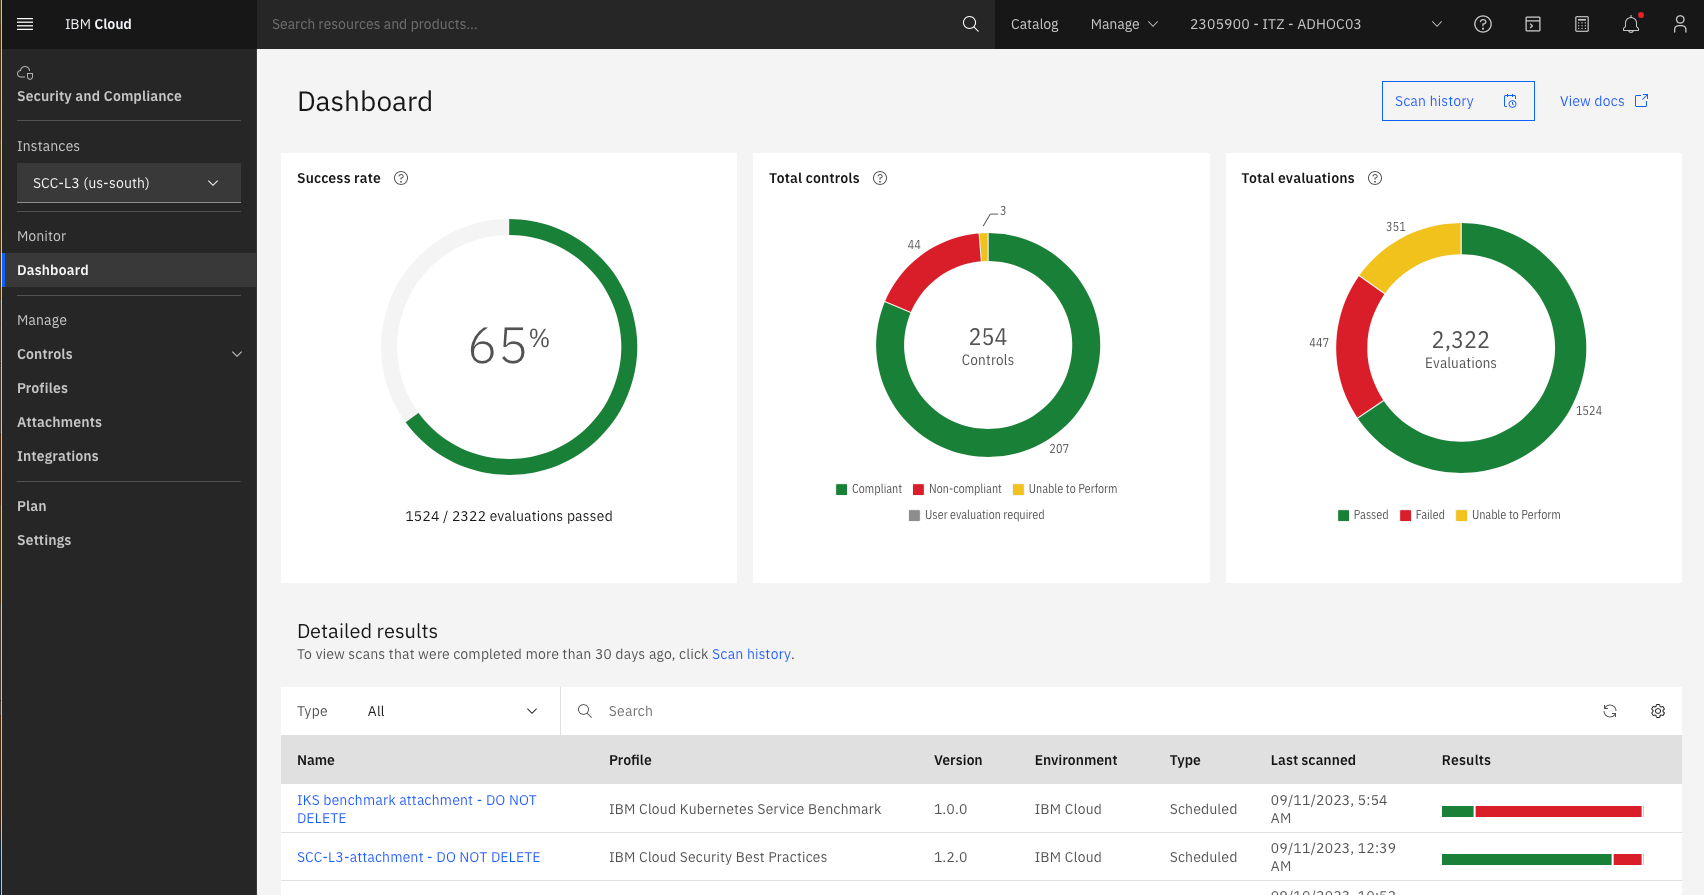 IBM Cloud
Search resources and products...
Catalog
Manage
2305900 - ITZ - ADHOC03
Security and Compliance
Instances
SCC-L3 (us-south)
Monitor
Dashboard
Manage
Controls
Profiles
Attachments
Integrations
Plan
Settings
Dashboard
Scan history
View docs
Success rate
65%
1524 / 2322 evaluations passed
Total controls
3
44
254
Controls
207
Compliant
Non-compliant
Unable to Perform
User evaluation required
Total evaluations
351
447
2,322
Evaluations
1524
Passed
Failed
Unable to Perform
Detailed results
To view scans that were completed more than 30 days ago, click Scan history.
Type
All
Search
Name
Profile
Version
Environment
Type
Last scanned
Results
IKS benchmark attachment - DO NOT
DELETE
IBM Cloud Kubernetes Service Benchmark
1.0.0
IBM Cloud
Scheduled
09/11/2023, 5:54
AM
SCC-L3-attachment - DO NOT DELETE
IBM Cloud Security Best Practices
1.2.0
IBM Cloud
Scheduled
09/11/2023, 12:39
AM